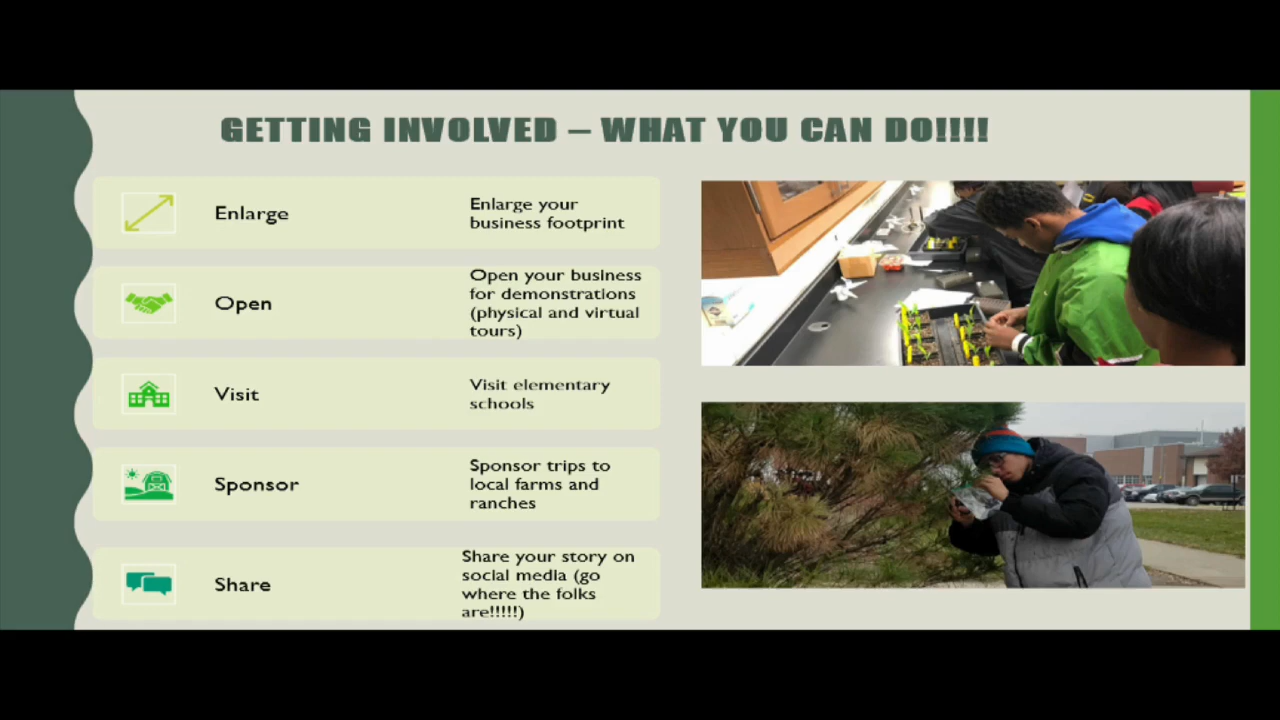 GETTING INVOLVED – WHAT YOU CAN DO!!!!
Enlarge
Enlarge your
business footprint
Open
Open your business
for demonstrations
(physical and virtual
tours)
Visit
Visit elementary
schools
Sponsor
Sponsor trips to
local farms and
ranches
Share
Share your story on
social media (go
where the folks
are!!!!!)